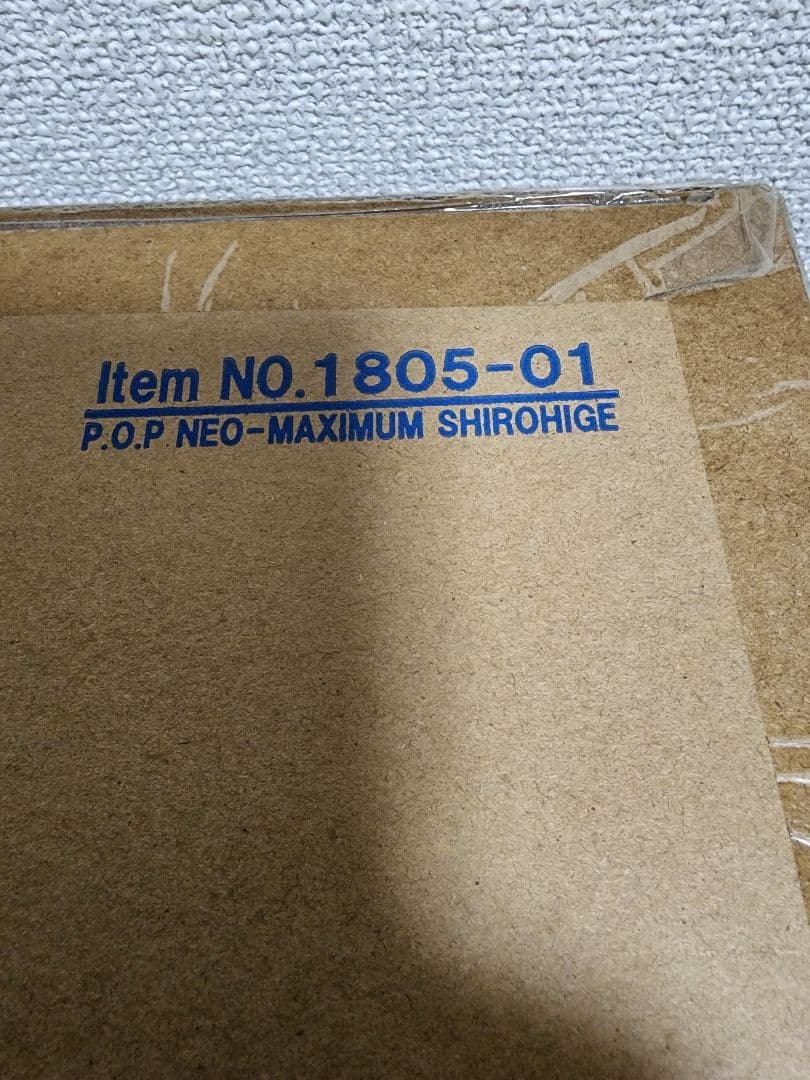 Item NO.1805-01
P.O.P NEO-MAXIMUM SHIROHIGE